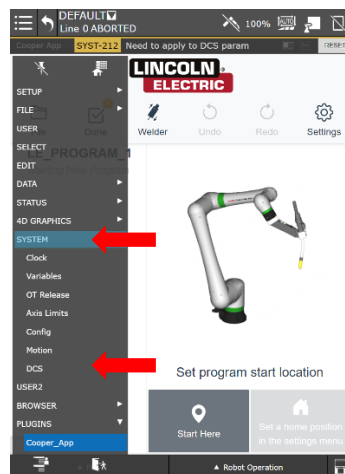 DEFAULT
Line 0 ABORTED
100%
AUTO
Cooper App
SYST-212
Need to apply to DCS param
RESET
LINCOLN
ELECTRIC
SETUP
FILE
USER
SELECT
EDIT
DATA
STATUS
4D GRAPHICS
SYSTEM
Clock
Variables
OT Release
Axis Limits
Config
Motion
DCS
USER2
BROWSER
PLUGINS
Cooper_App
Done
Welder
Undo
Redo
Settings
LE_PROGRAM_1
Set program start location
Start Here
Set a home position
in the settings menu
Robot Operation